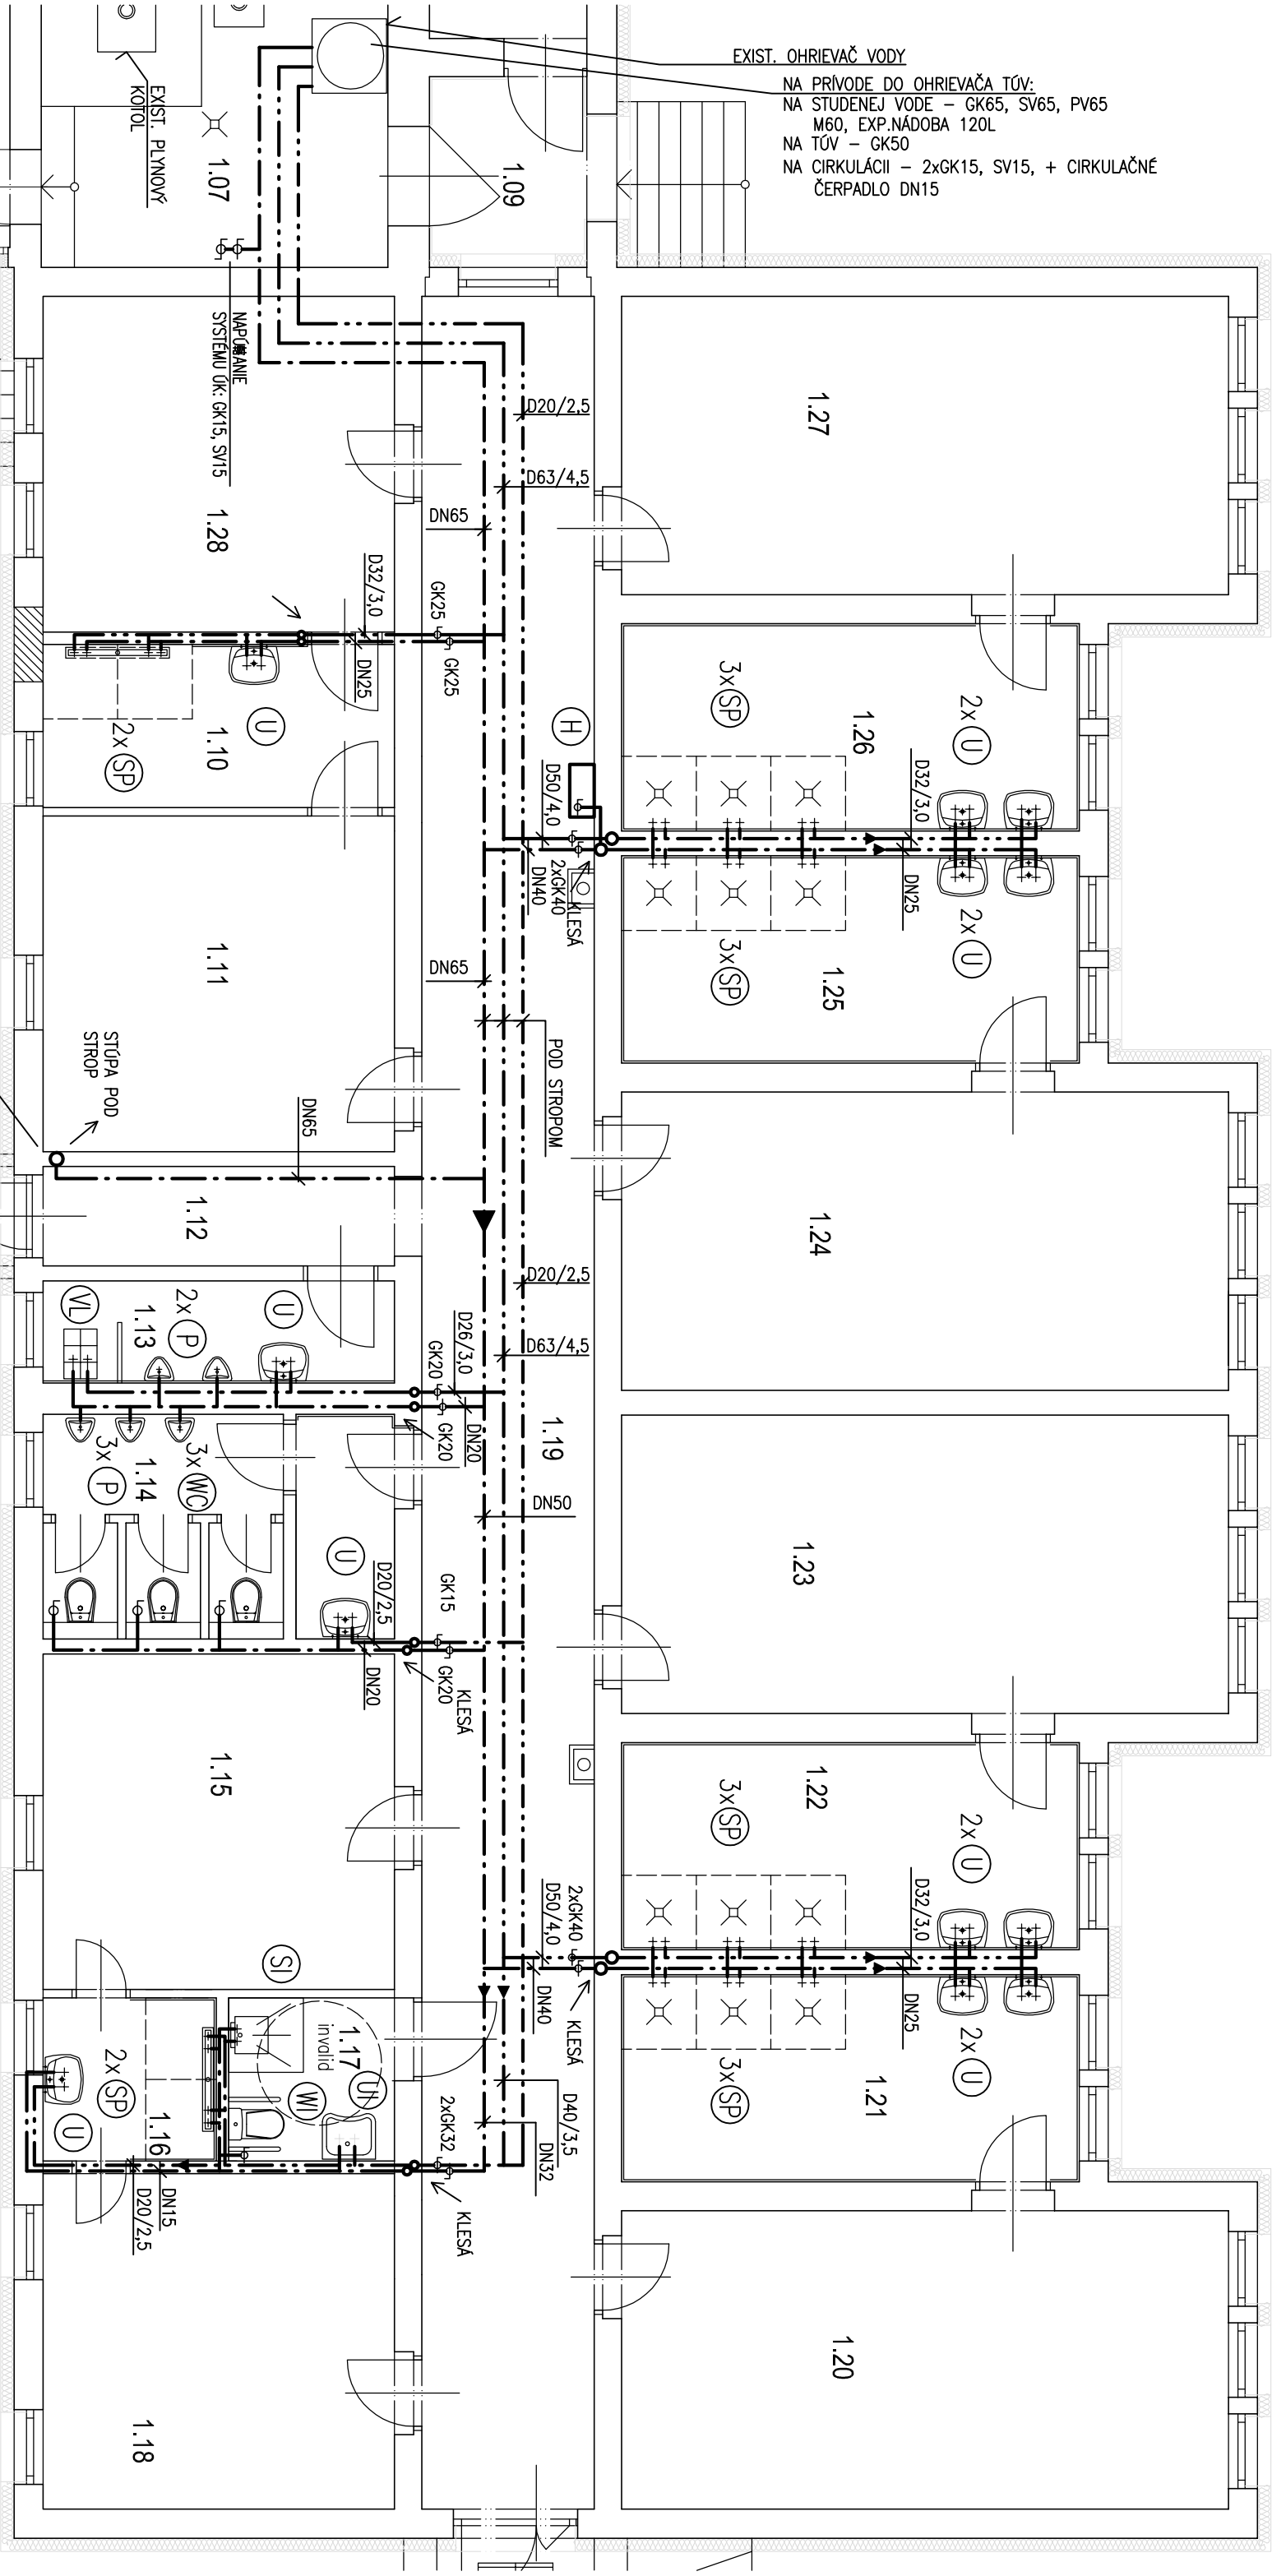 EXIST. OHRIEVAČ VODY
NA PRÍVODE DO OHRIEVAČA TÚV:
NA STUDENEJ VODE – GK65, SV65, PV65
M60, EXP.NÁDOBA 120L
NA TÚV – GK50
NA CIRKULÁCII – 2xGK15, SV15, + CIRKULAČNÉ
ČERPADLO DN15
EXIST. PLYNOVÝ
KOTOL
1.07
1.09
SYSTÉMU ÚK: GK15, SV15
D20/2,5
D63/4,5
DN65
1.27
1.28
D32/3,0
DN25
GK25
GK25
U
1.10
2x SP
H
3x SP
1.26
2x U
D32/3,0
D50/4,0
DN40
2xGK40
KLESÁ
DN25
2x U
3x SP
1.25
1.11
DN65
POD STROPOM
STÚPA POD
STROP
DN65
1.12
1.24
D20/2,5
D63/4,5
VL
1.13
2x P
U
D26/3,0
GK20
GK20
DN20
1.19
3x P
1.14
3x WC
DN50
1.23
U
D20/2,5
DN20
GK15
GK20
KLESÁ
1.15
3x SP
1.22
2x U
D32/3,0
2xGK40
D50/4,0
DN40
KLESÁ
DN25
2x U
3x SP
1.21
SI
1.17
invalid
UI
WI
2x SP
1.16
U
2xGK32
KLESÁ
D40/3,5
DN32
DN15
D20/2,5
1.20
1.18